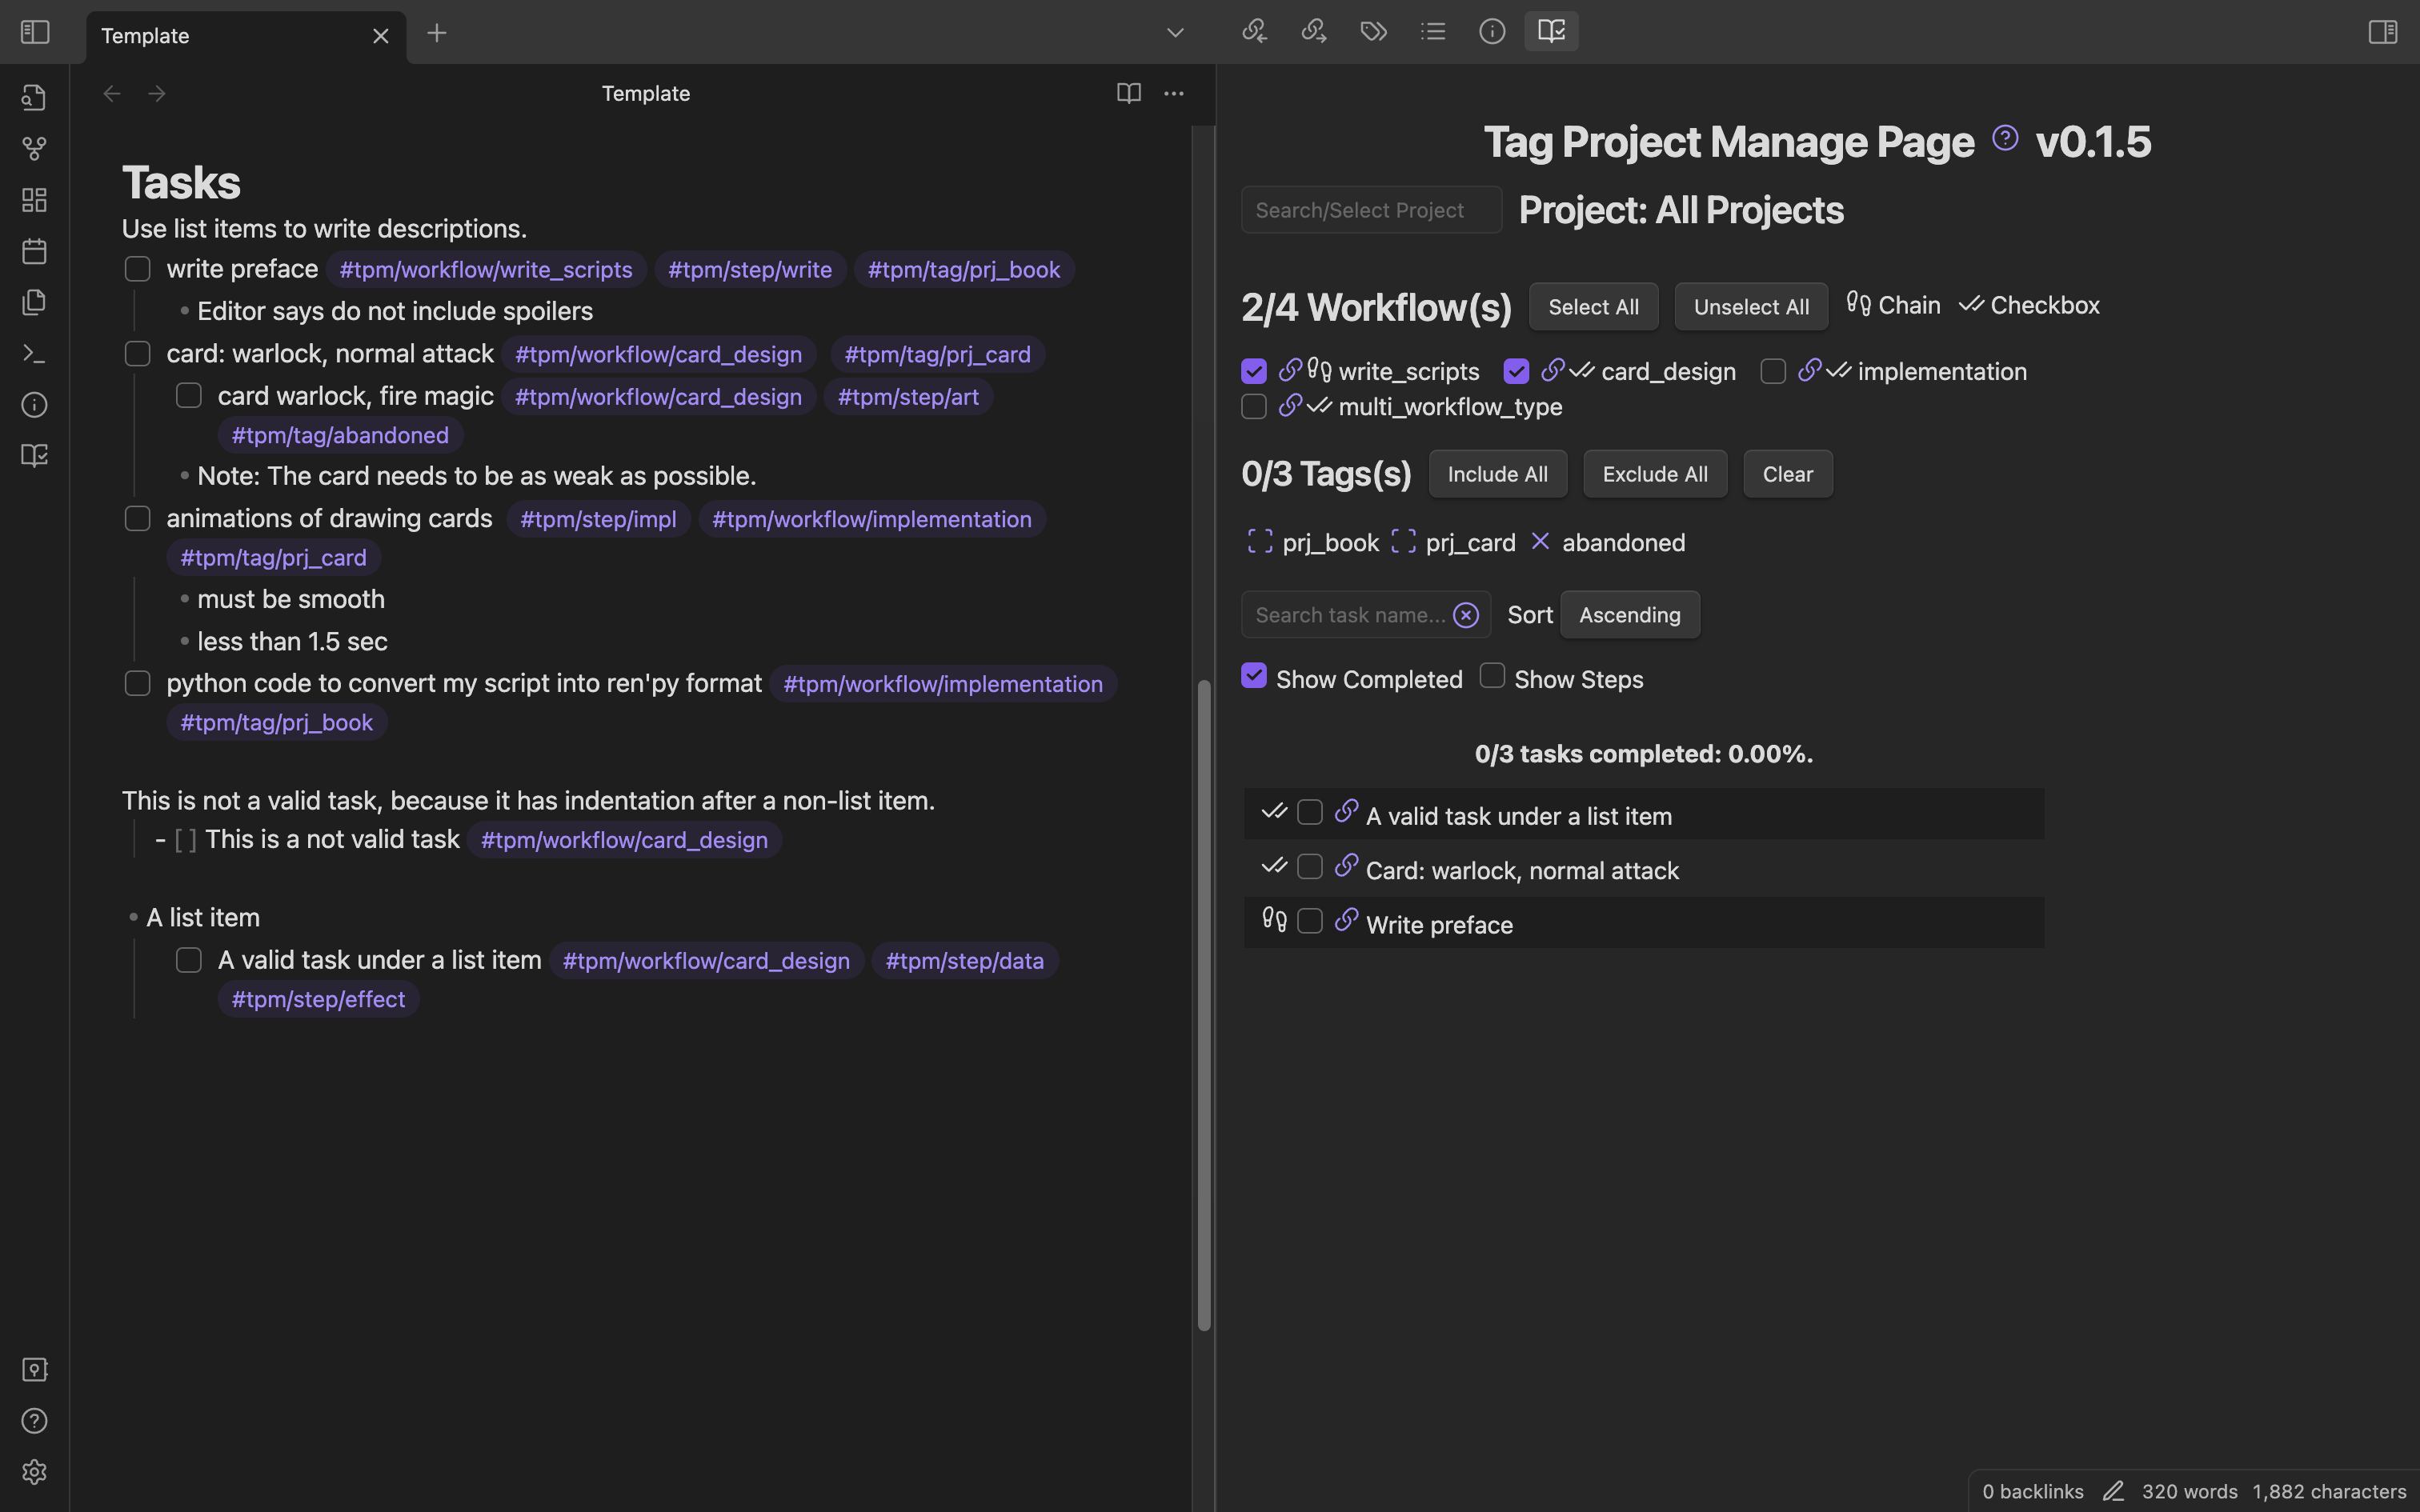 Template
Template
Tasks
Use list items to write descriptions.
write preface #tpm/workflow/write_scripts #tpm/step/write #tpm/tag/prj_book
Editor says do not include spoilers
card: warlock, normal attack #tpm/workflow/card_design #tpm/tag/prj_card
card warlock, fire magic #tpm/workflow/card_design #tpm/step/art
#tpm/tag/abandoned
Note: The card needs to be as weak as possible.
animations of drawing cards #tpm/step/impl #tpm/workflow/implementation
#tpm/tag/prj_card
must be smooth
less than 1.5 sec
python code to convert my script into ren'py format #tpm/workflow/implementation
#tpm/tag/prj_book
This is not a valid task, because it has indentation after a non-list item.
- [ ] This is a not valid task #tpm/workflow/card_design
A list item
A valid task under a list item #tpm/workflow/card_design #tpm/step/data
#tpm/step/effect
Tag Project Manage Page v0.1.5
Search/Select Project Project: All Projects
2/4 Workflow(s) Select All Unselect All Chain Checkbox
write_scripts card_design implementation
multi_workflow_type
0/3 Tags(s) Include All Exclude All Clear
prj_book prj_card abandoned
Search task name... Sort Ascending
Show Completed Show Steps
0/3 tasks completed: 0.00%.
A valid task under a list item
Card: warlock, normal attack
Write preface
0 backlinks 320 words 1,882 characters